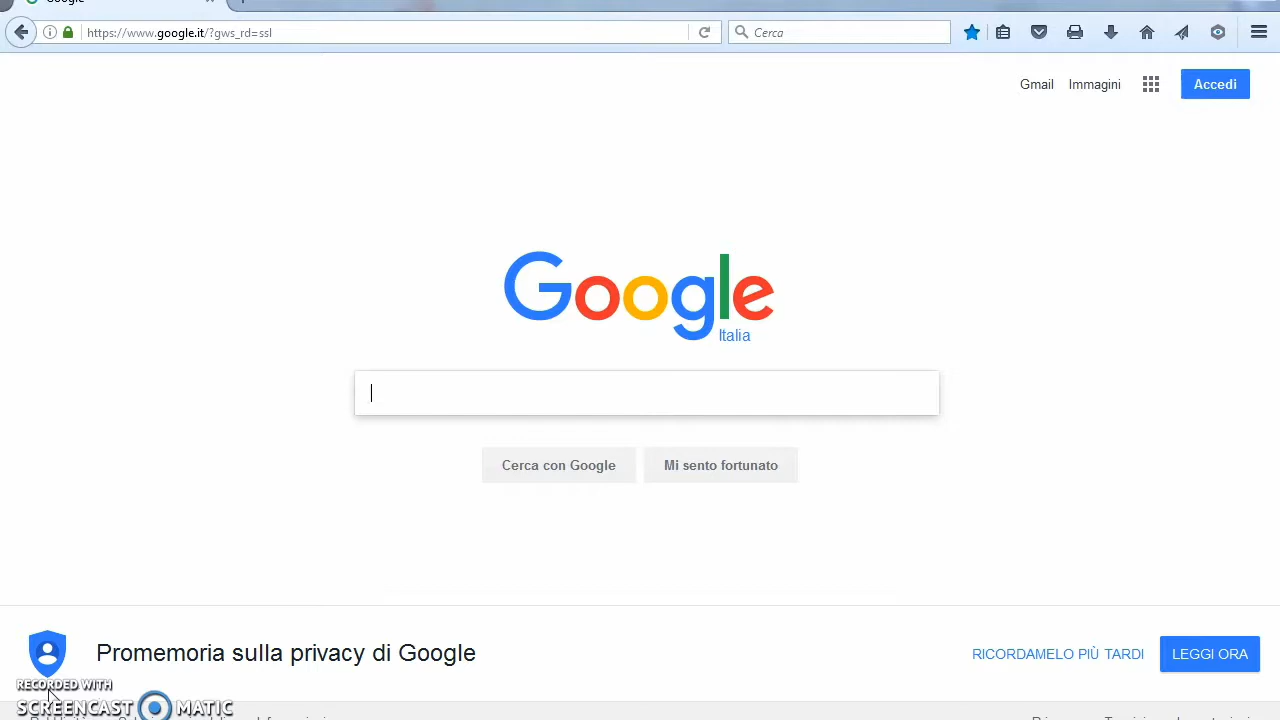 Google
https://www.google.it/?gws_rd=ssl
Cerca
Gmail Immagini Accedi
Google
Italia
Cerca con Google Mi sento fortunato
Promemoria sulla privacy di Google
RICORDAMELO PIÙ TARDI LEGGI ORA
RECORDED WITH
SCREENCAST MATIC